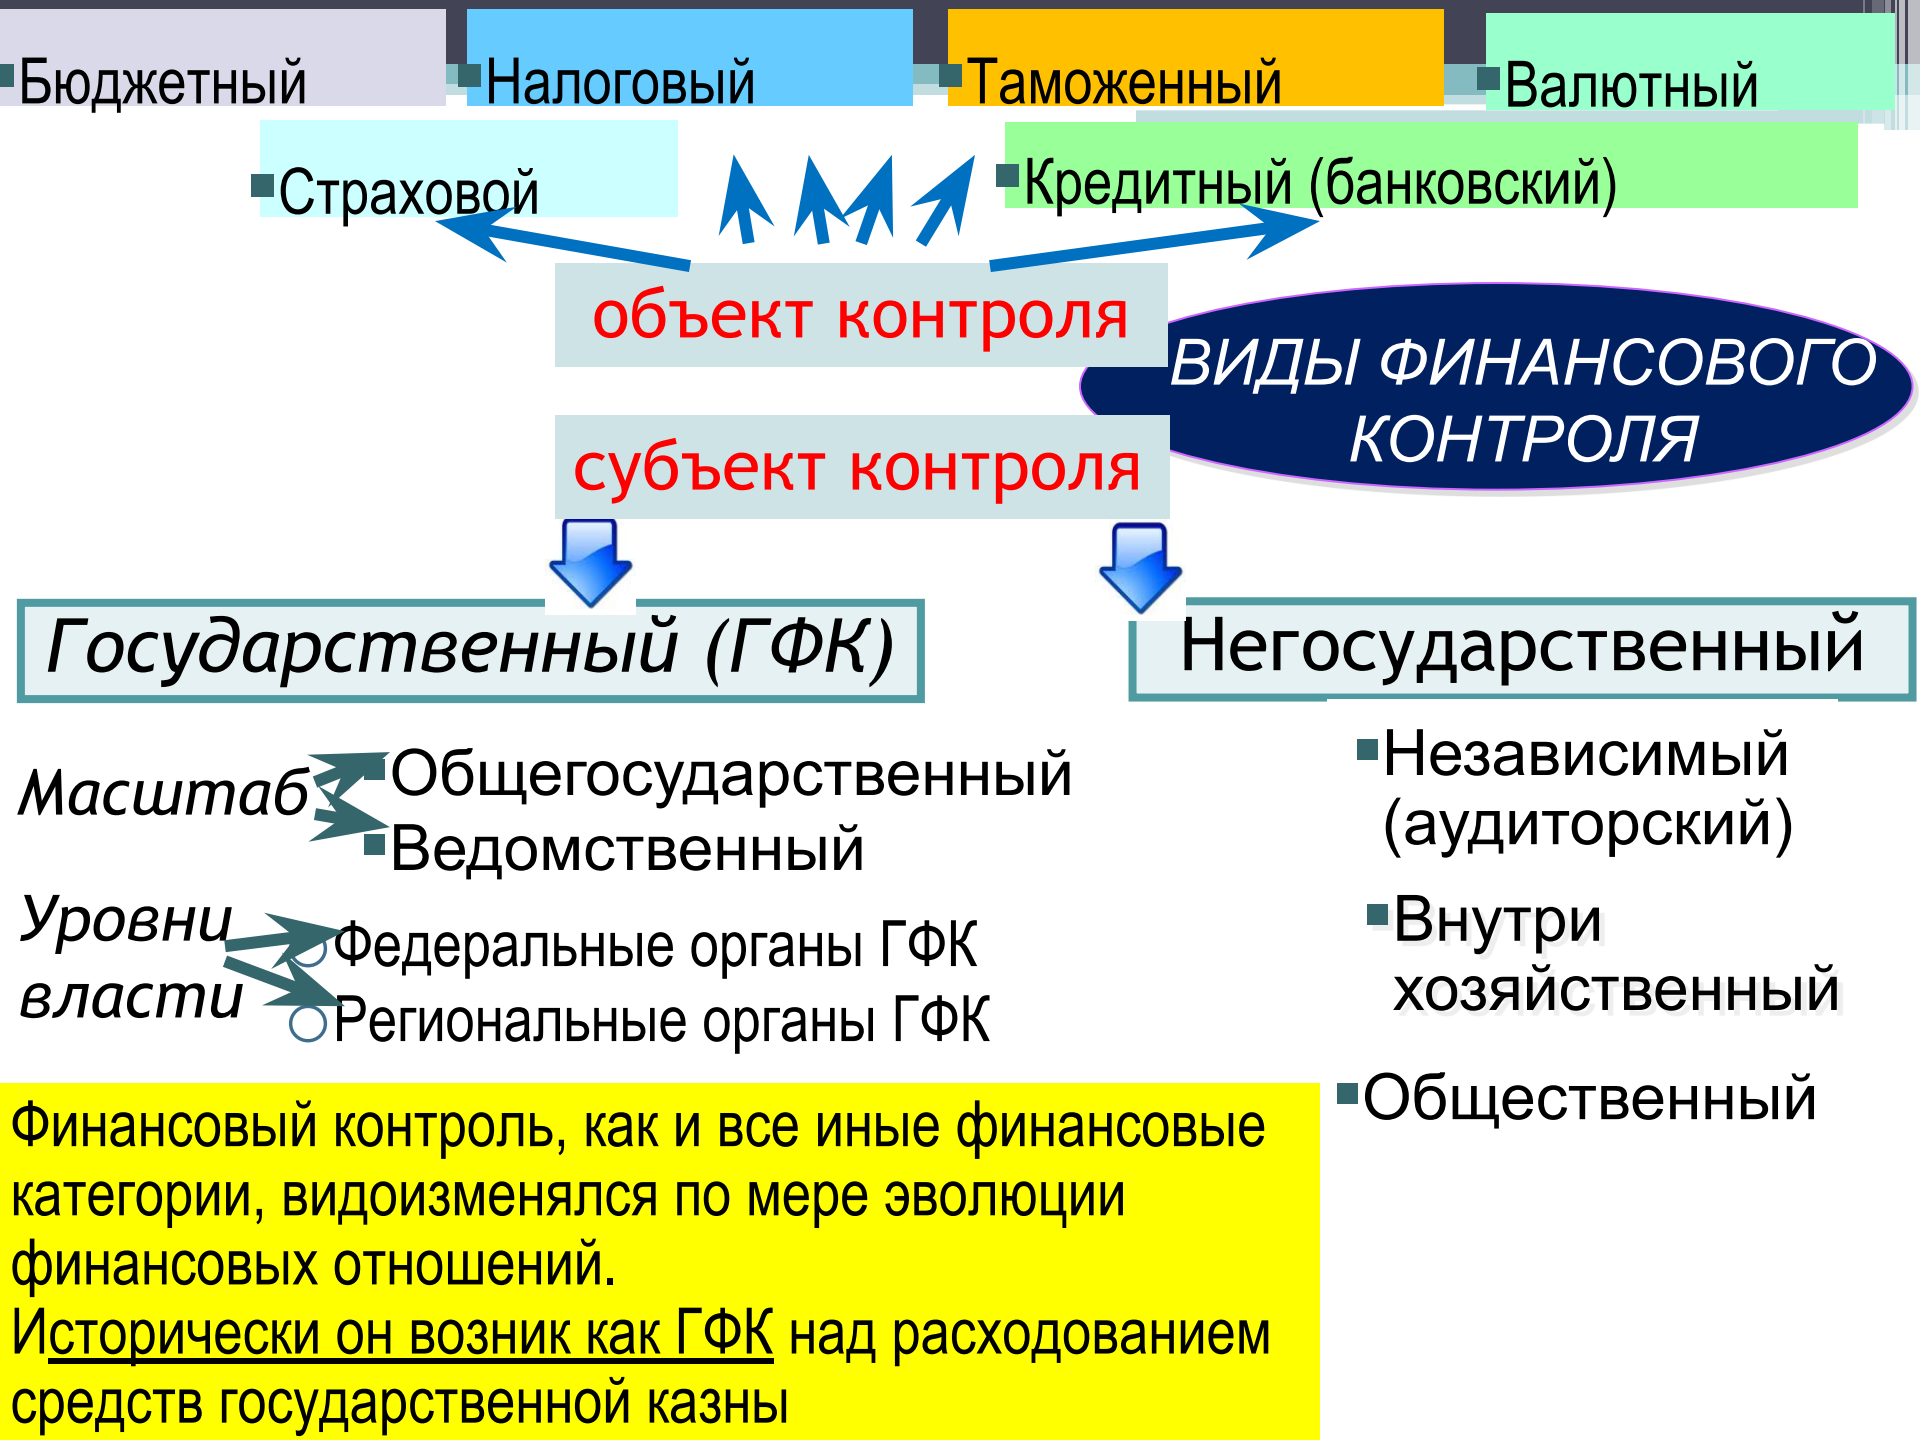 Бюджетный
Налоговый
Таможенный
Валютный
Страховой
Кредитный (банковский)
объект контроля
ВИДЫ ФИНАНСОВОГО
КОНТРОЛЯ
субъект контроля
Государственный (ГФК)
Негосударственный
Масштаб
Общегосударственный
Ведомственный
Уровни
власти
Федеральные органы ГФК
Региональные органы ГФК
Независимый
(аудиторский)
Внутри
хозяйственный
Общественный
Финансовый контроль, как и все иные финансовые
категории, видоизменялся по мере эволюции
финансовых отношений.
Исторически он возник как ГФК над расходованием
средств государственной казны